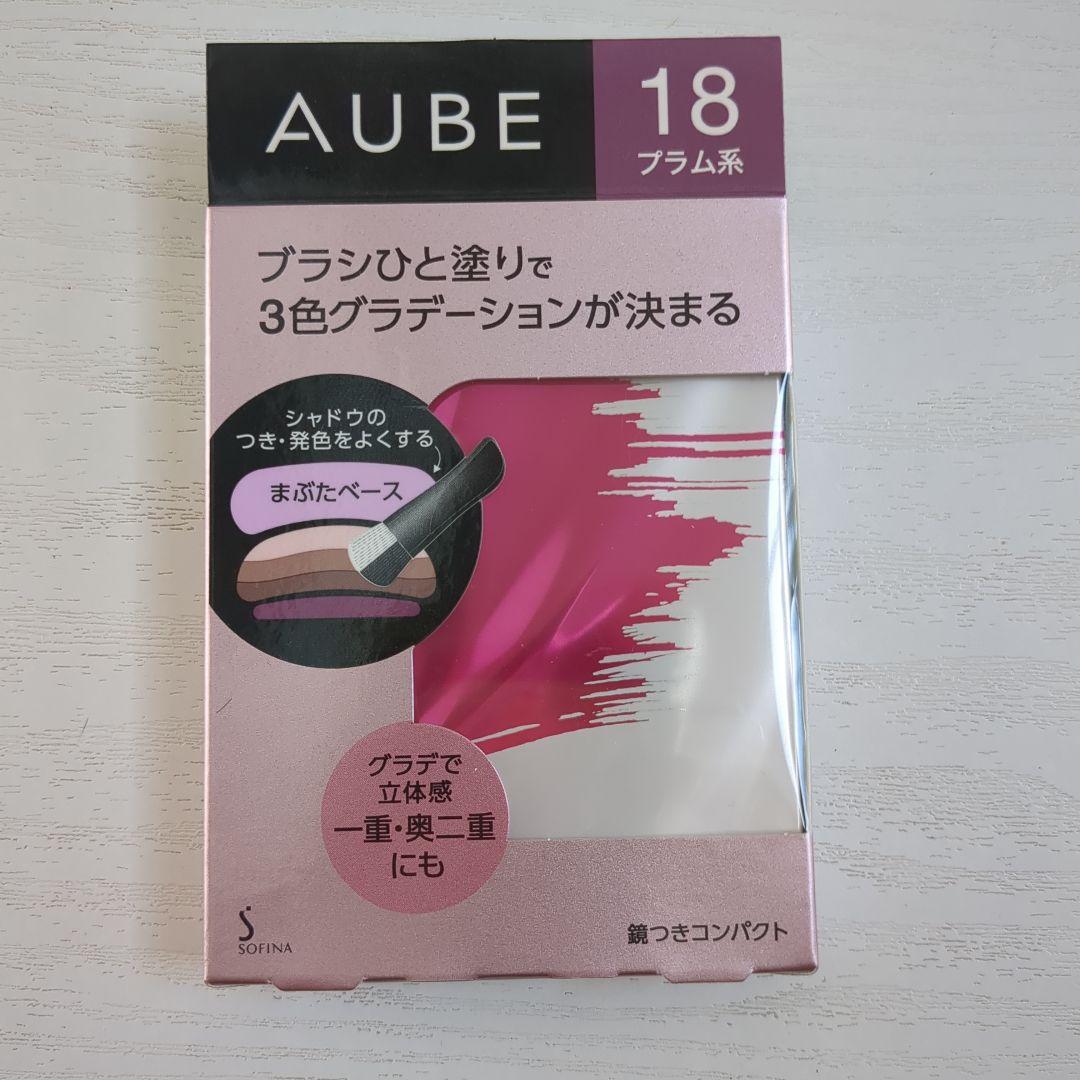 AUBE
18
プラム系
ブラシひと塗りで
3色グラデーションが決まる
シャドウの
つき・発色をよくする
まぶたベース
グラデで
立体感
一重・奥二重
にも
SOFINA
鏡つきコンパクト